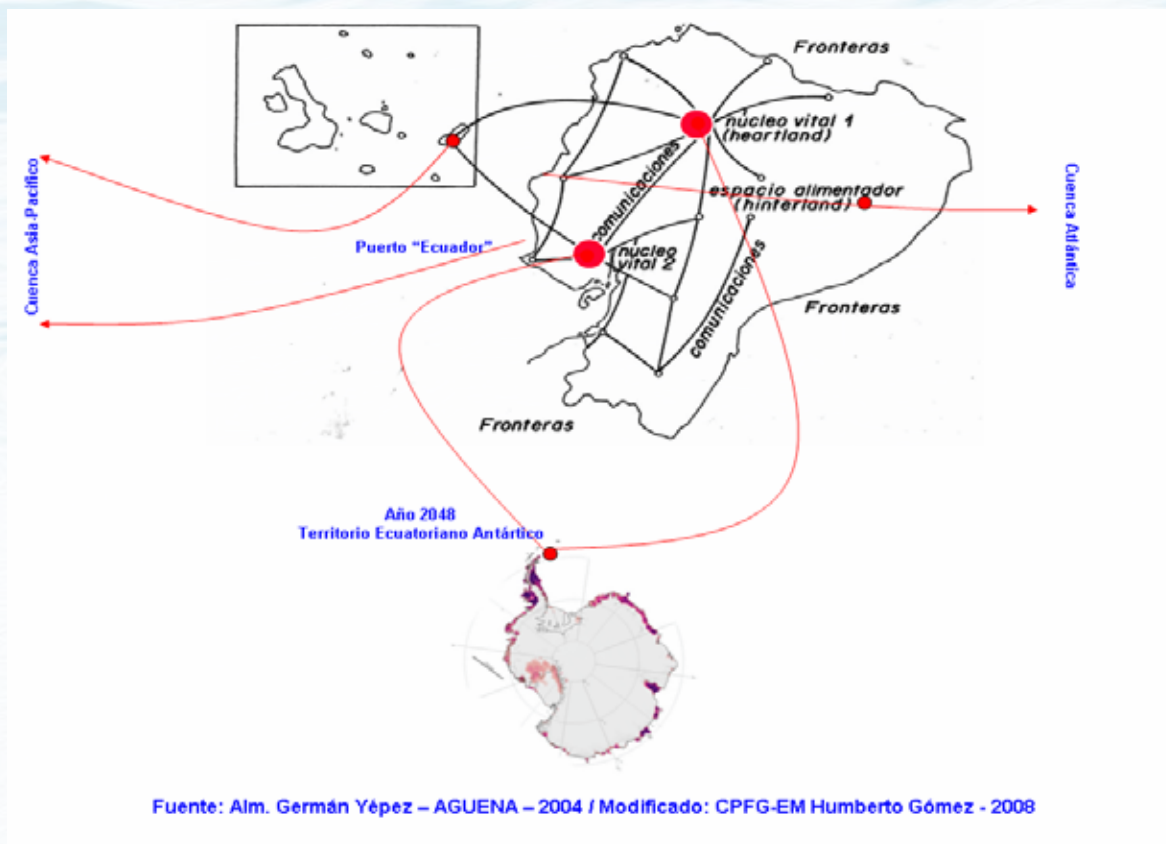 Fronteras
núcleo vital 1
(heartland)
comunicaciones
espacio alimentador
(hinterland)
Cuenca Asia-Pacífico
Cuenca Atlántica
Puerto "Ecuador"
núcleo
vital 2
comunicaciones
Fronteras
Fronteras
Año 2048
Territorio Ecuatoriano Antártico
Fuente: Alm. Germán Yépez – AGUENA – 2004 / Modificado: CPFG-EM Humberto Gómez - 2008